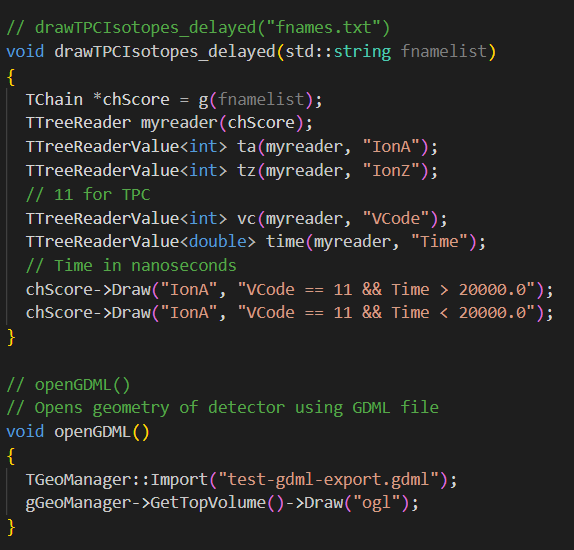 // drawTPCIsotopes_delayed("fnames.txt")
void drawTPCIsotopes_delayed(std::string fnamelist)
{
  TChain *chScore = g(fnamelist);
  TTreeReader myreader(chScore);
  TTreeReaderValue<int> ta(myreader, "IonA");
  TTreeReaderValue<int> tz(myreader, "IonZ");
  // 11 for TPC
  TTreeReaderValue<int> vc(myreader, "VCode");
  TTreeReaderValue<double> time(myreader, "Time");
  // Time in nanoseconds
  chScore->Draw("IonA", "VCode == 11 && Time > 20000.0");
  chScore->Draw("IonA", "VCode == 11 && Time < 20000.0");
}

// openGDML()
// Opens geometry of detector using GDML file
void openGDML()
{
  TGeoManager::Import("test-gdml-export.gdml");
  gGeoManager->GetTopVolume()->Draw("ogl");
}